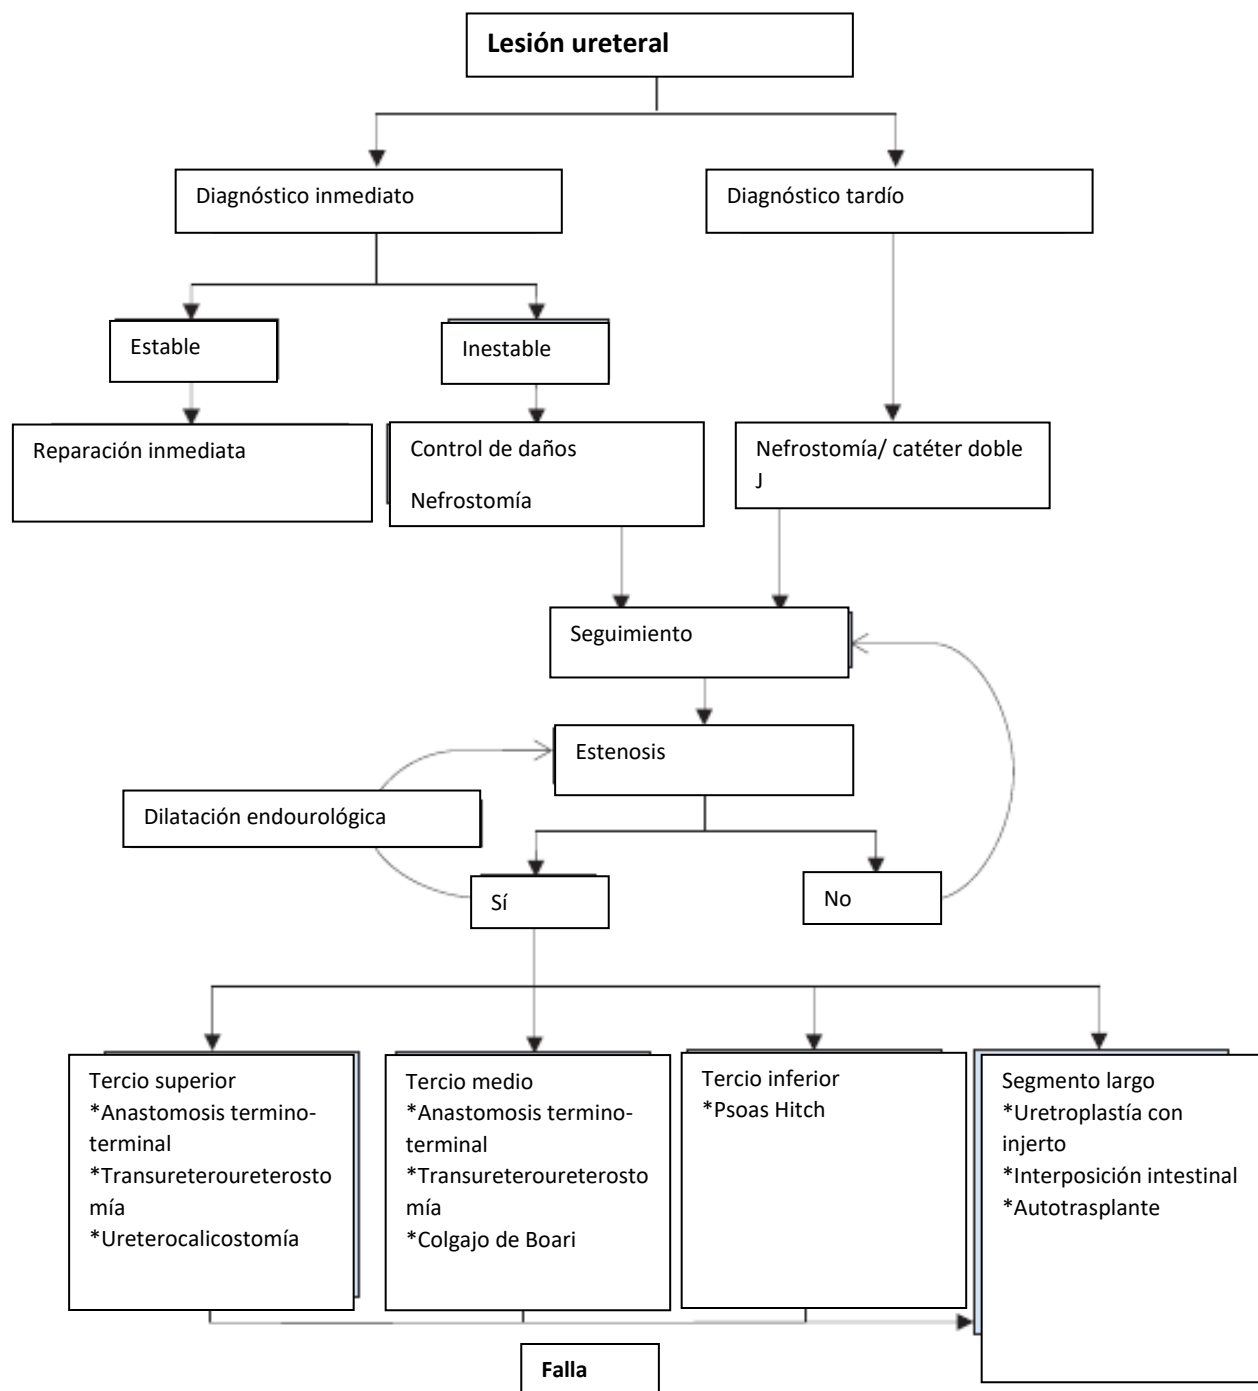 Lesión ureteral
Diagnóstico inmediato
Diagnóstico tardío
Estable
Inestable
Reparación inmediata
Control de daños
Nefrostomía
Nefrostomía/ catéter doble
J
Seguimiento
Estenosis
Dilatación endourológica
Sí
No
Tercio superior
*Anastomosis termino-
terminal
*Transureteroureterosto
mía
*Ureterocalicostomía
Tercio medio
*Anastomosis termino-
terminal
*Transureteroureterosto
mía
*Colgajo de Boari
Tercio inferior
*Psoas Hitch
Segmento largo
*Uretroplastía con
injerto
*Interposición intestinal
*Autotrasplante
Falla